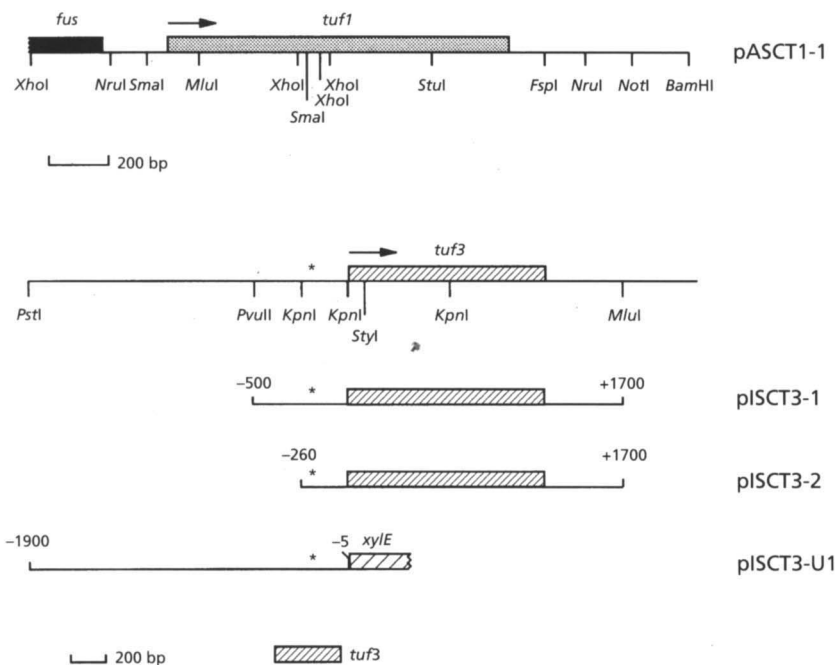 fus tuf1
pASCT1-1
XhoI NruI SmaI MluI XhoI XhoI StuI FspI NruI NotI BamHI
XhoI
SmaI
200 bp
tuf3
*
PstI PvuII KpnI KpnI KpnI MluI
StyI
−500 * +1700
pISCT3-1
−260 * +1700
pISCT3-2
−1900 * −5 xylE
pISCT3-U1
200 bp tuf3